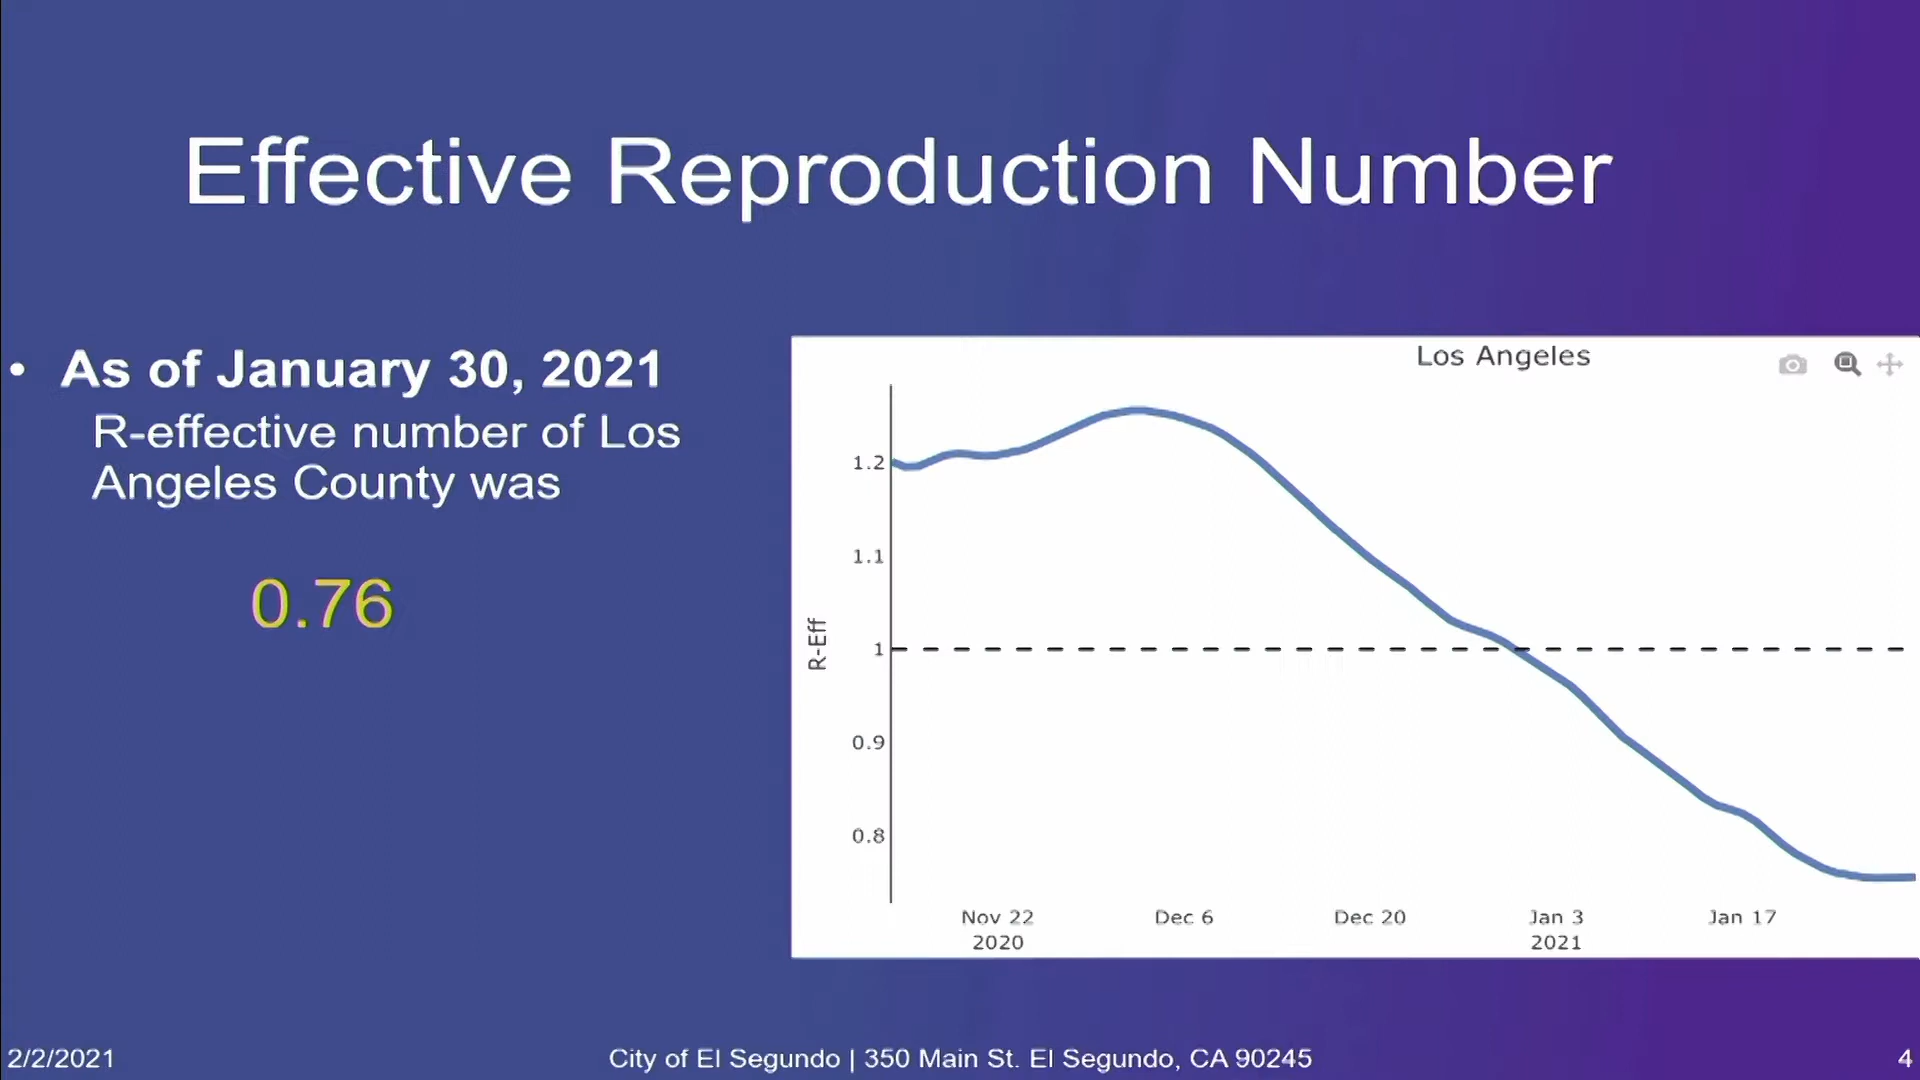 Effective Reproduction Number
• As of January 30, 2021
R-effective number of Los
Angeles County was
0.76
Los Angeles
1.2
1.1
1
0.9
0.8
R-Eff
Nov 22
2020
Dec 6
Dec 20
Jan 3
2021
Jan 17
2/2/2021
City of El Segundo | 350 Main St. El Segundo, CA 90245
4